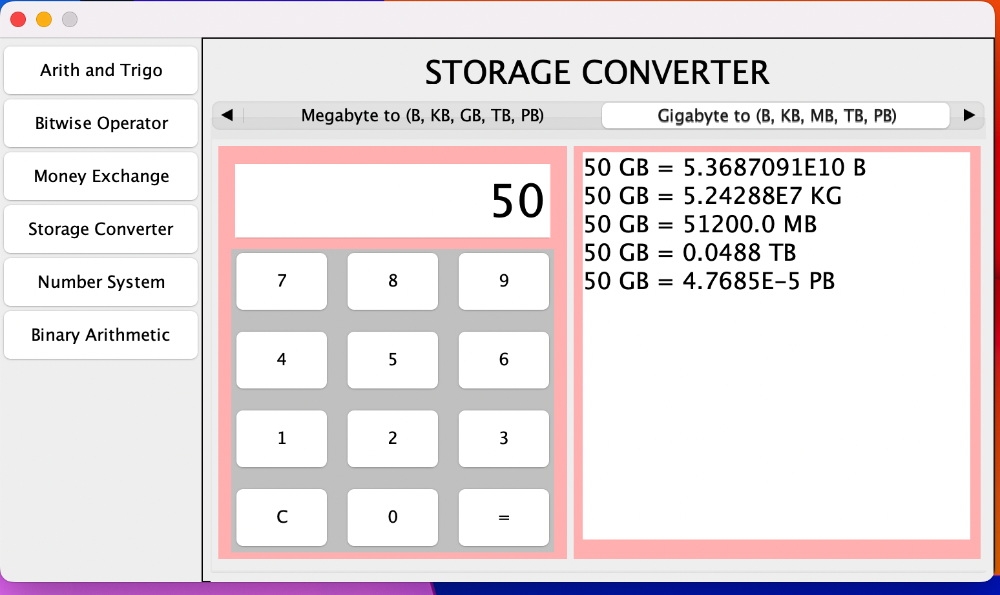 STORAGE CONVERTER
Arith and Trigo
Bitwise Operator
Money Exchange
Storage Converter
Number System
Binary Arithmetic
Megabyte to (B, KB, GB, TB, PB)
Gigabyte to (B, KB, MB, TB, PB)
50
7 8 9
4 5 6
1 2 3
C 0 =
50 GB = 5.3687091E10 B
50 GB = 5.24288E7 KG
50 GB = 51200.0 MB
50 GB = 0.0488 TB
50 GB = 4.7685E-5 PB